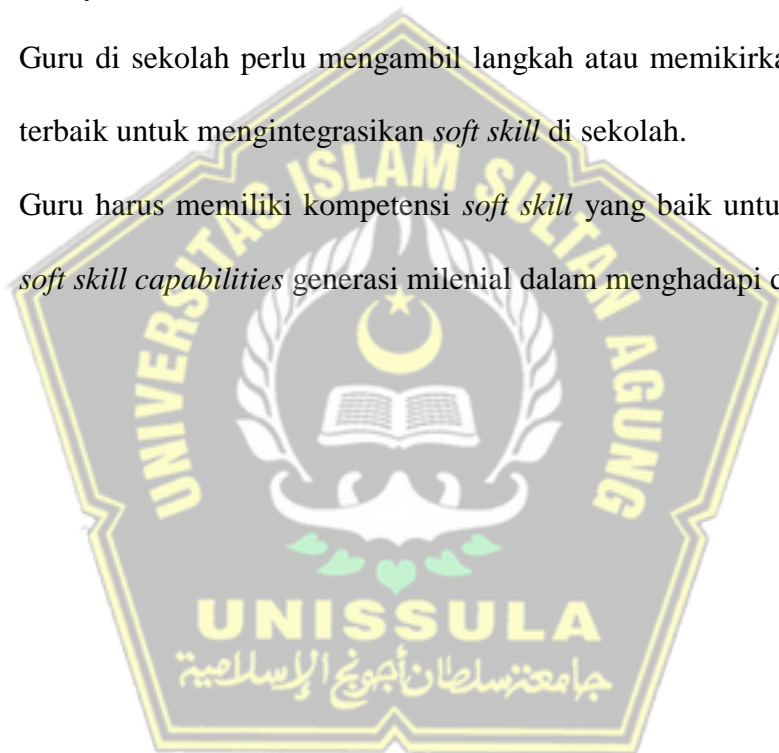 Guru di sekolah perlu mengambil langkah atau memikirka
terbaik untuk mengintegrasikan soft skill di sekolah.
Guru harus memiliki kompetensi soft skill yang baik untu
soft skill capabilities generasi milenial dalam menghadapi d
UNIVERSITAS ISLAM SULTAN AGUNG
UNISSULA
جامعة سلطان أجونج الإسلامية